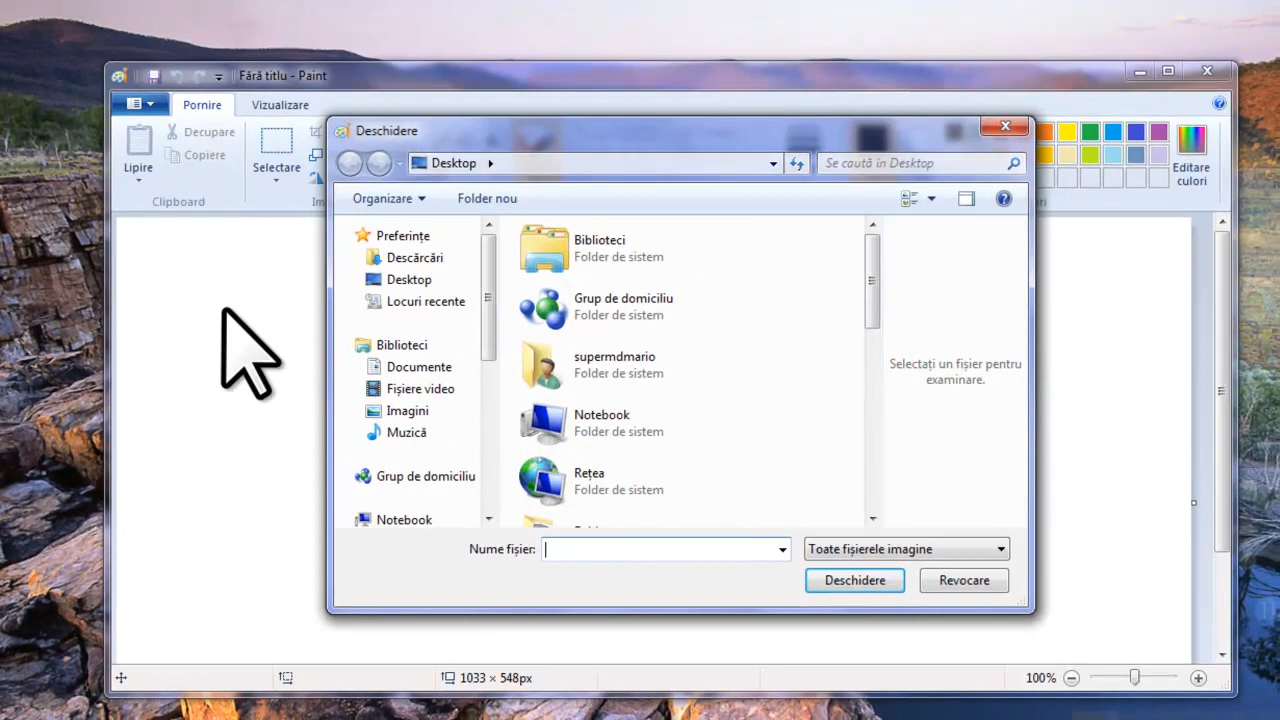 Fără titlu - Paint
Pornire
Vizualizare
Lipire
Decupare
Copiere
Clipboard
Selectare
Editare
culori
Deschidere
Desktop
Se caută în Desktop
Organizare
Folder nou
Preferințe
Descărcări
Desktop
Locuri recente
Biblioteci
Documente
Fișiere video
Imagini
Muzică
Grup de domiciliu
Notebook
Biblioteci
Folder de sistem
Grup de domiciliu
Folder de sistem
supermdmario
Folder de sistem
Notebook
Folder de sistem
Rețea
Folder de sistem
Selectați un fișier pentru
examinare.
Nume fișier:
Toate fișierele imagine
Deschidere
Revocare
1033 × 548px
100%